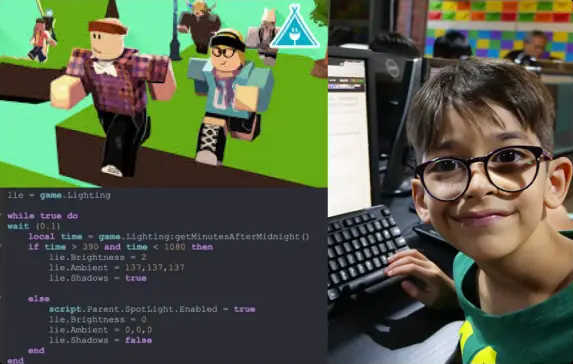 lie = game.Lighting
while true do
wait (0.1)
local time = game.Lighting:getMinutesAfterMidnight()
if time > 390 and time < 1080 then
lie.Brightness = 2
lie.Ambient = 137,137,137
lie.Shadows = true
else
script.Parent.SpotLight.Enabled = true
lie.Brightness = 0
lie.Ambient = 0,0,0
lie.Shadows = false
end
end